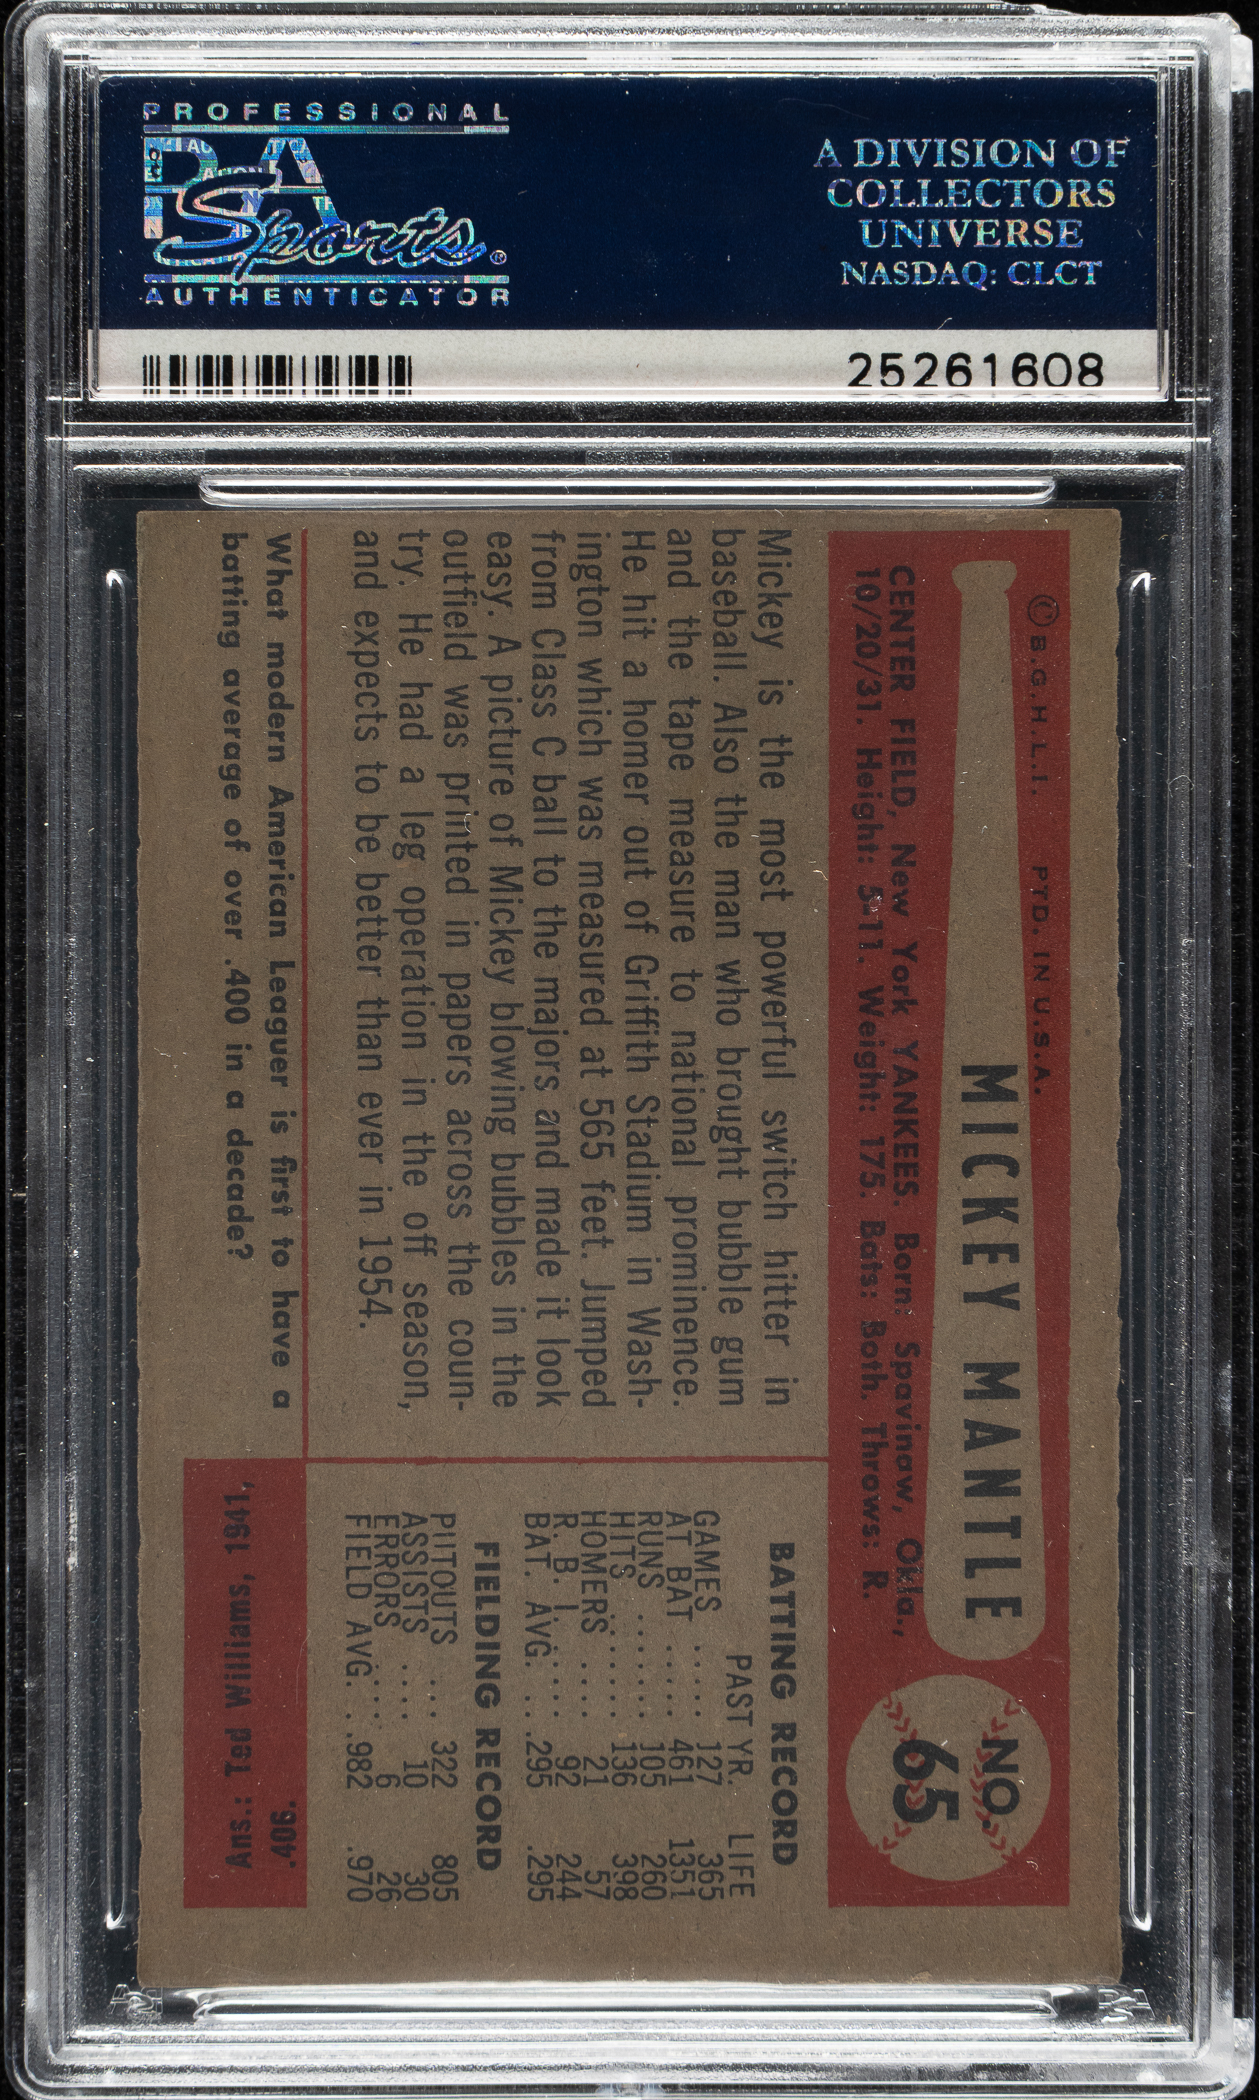 PROFESSIONAL
PSA
Sports®
AUTHENTICATOR
A DIVISION OF
COLLECTORS
UNIVERSE
NASDAQ: CLCT
25261608
© B.G.H.L.I. PTD. IN U.S.A.
MICKEY MANTLE
NO.
65
CENTER FIELD, New York YANKEES. Born: Spavinaw, Okla.,
10/20/31. Height: 5-11. Weight: 175. Bats: Both. Throws: R.
Mickey is the most powerful switch hitter in
baseball. Also the man who brought bubble gum
and the tape measure to national prominence.
He hit a homer out of Griffith Stadium in Wash-
ington which was measured at 565 feet. Jumped
from Class C ball to the majors and made it look
easy. A picture of Mickey blowing bubbles in the
outfield was printed in papers across the coun-
try. He had a leg operation in the off season,
and expects to be better than ever in 1954.
BATTING RECORD
PAST YR. LIFE
GAMES .... 127 365
AT BAT ..... 461 1351
RUNS ...... 105 260
HITS ....... 136 398
HOMERS ..... 21 57
R. B. I. .... 92 244
BAT. AVG. .. .295 .295
FIELDING RECORD
PUTOUTS ... 322 805
ASSISTS .... 10 30
ERRORS .... 6 26
FIELD AVG. . .982 .970
What modern American Leaguer is first to have a
batting average of over .400 in a decade?
Ans.: Ted Williams, 1941,
.406.